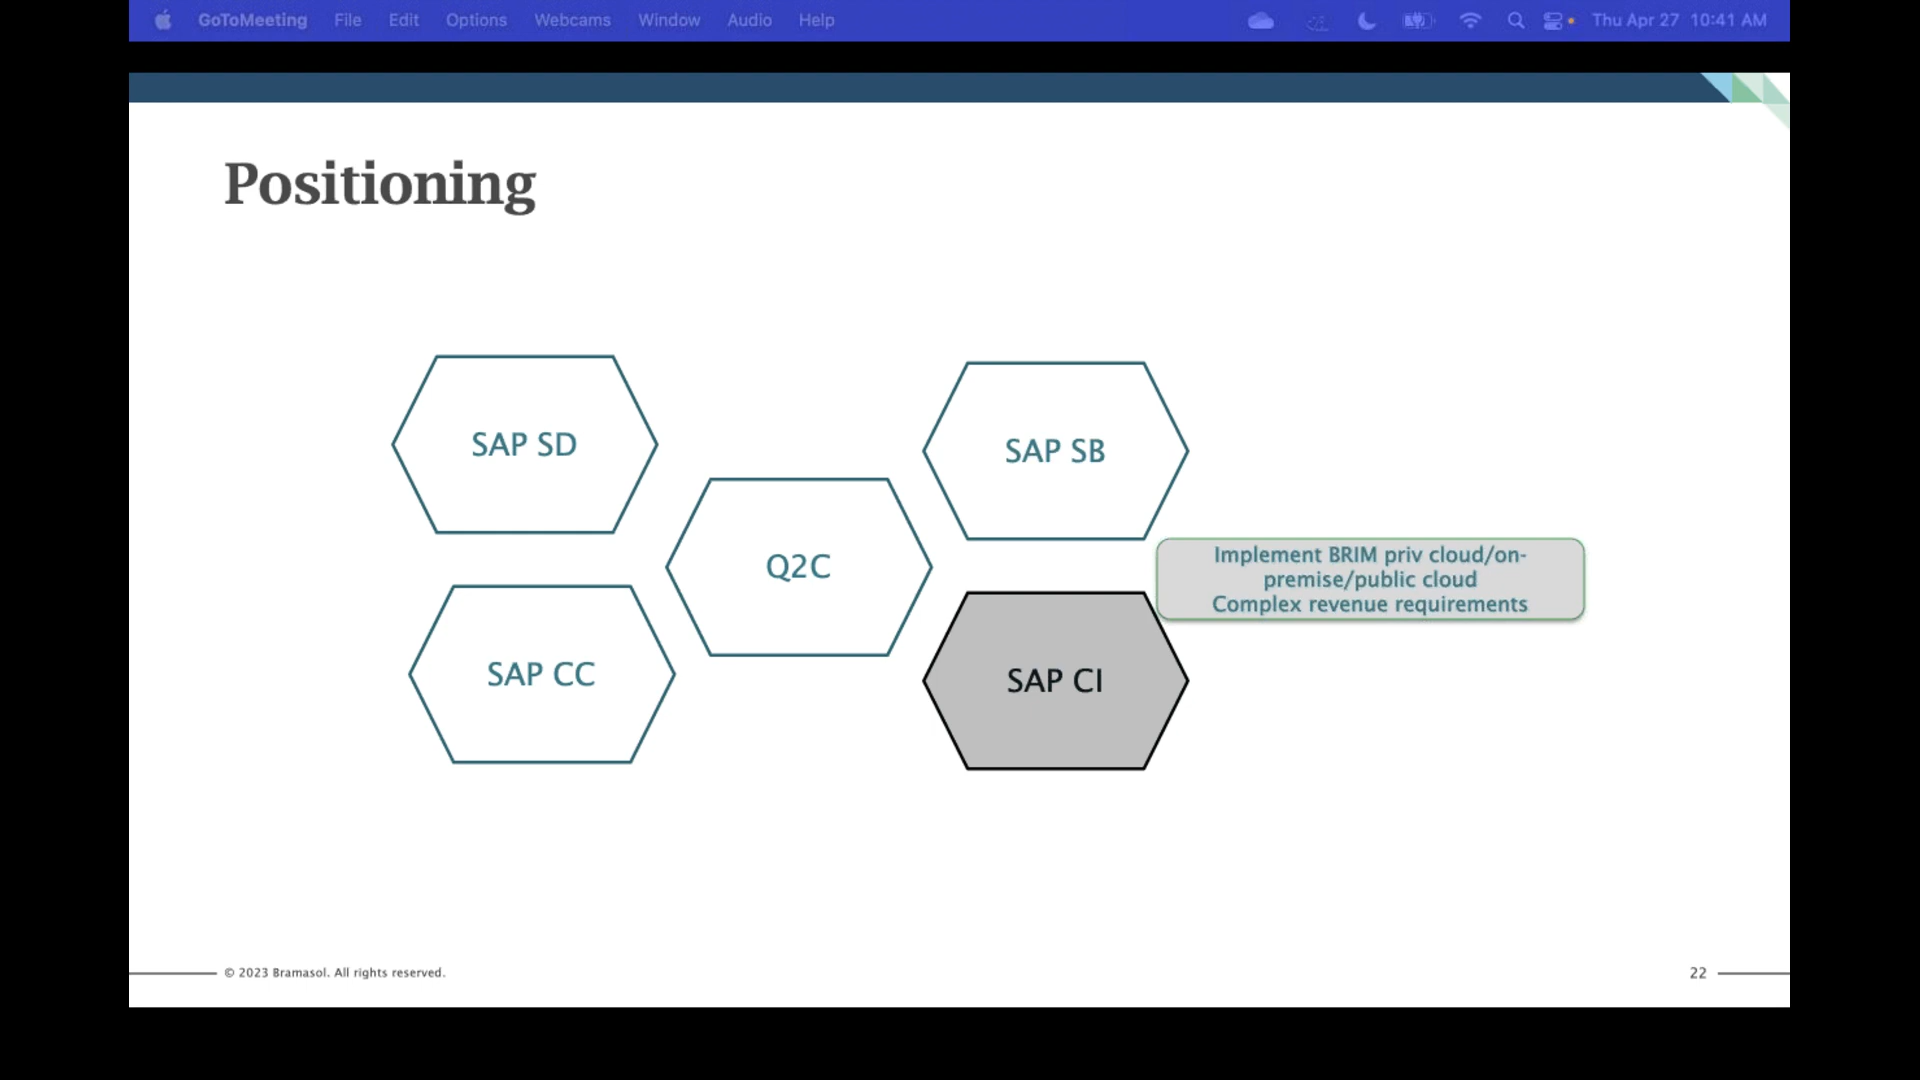 GoToMeeting File Edit Options Webcams Window Audio Help Thu Apr 27 10:41 AM
Positioning
SAP SD
SAP SB
Q2C
Implement BRIM priv cloud/on-
premise/public cloud
Complex revenue requirements
SAP CC
SAP CI
© 2023 Bramasol. All rights reserved.
22